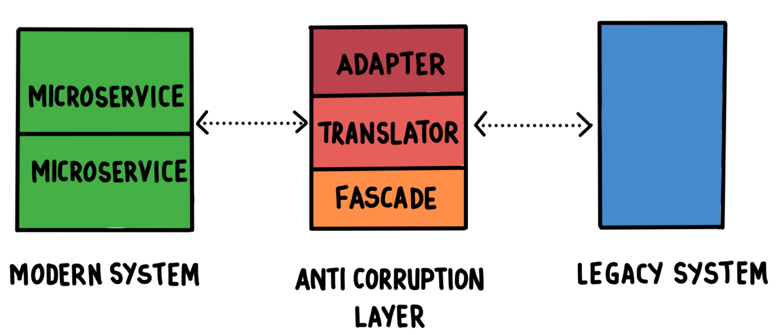 MICROSERVICE
MICROSERVICE
MODERN SYSTEM
ADAPTER
TRANSLATOR
FASCADE
ANTI CORRUPTION
LAYER
LEGACY SYSTEM